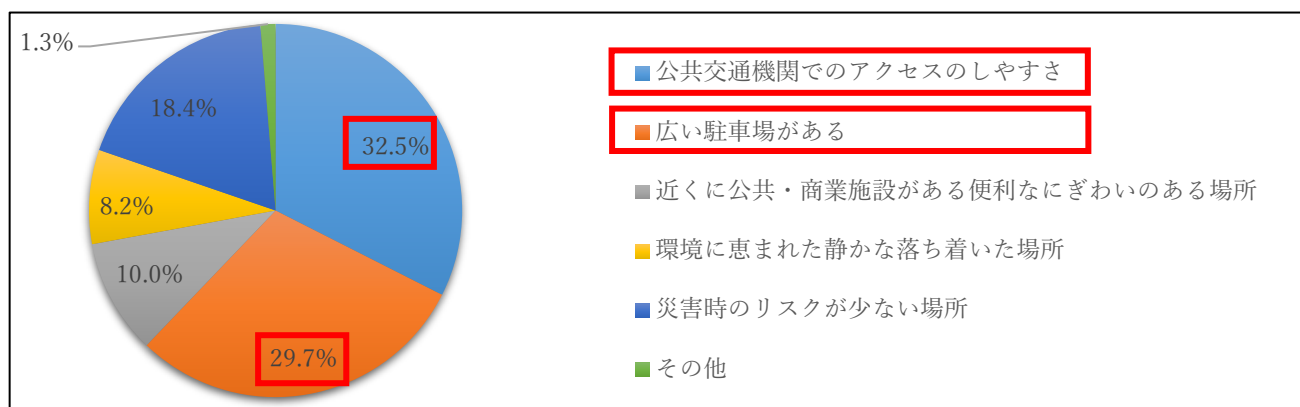 1.3%
18.4%
32.5%
8.2%
10.0%
29.7%
公共交通機関でのアクセスのしやすさ
広い駐車場がある
近くに公共・商業施設がある便利なにぎわいのある場所
環境に恵まれた静かな落ち着いた場所
災害時のリスクが少ない場所
その他